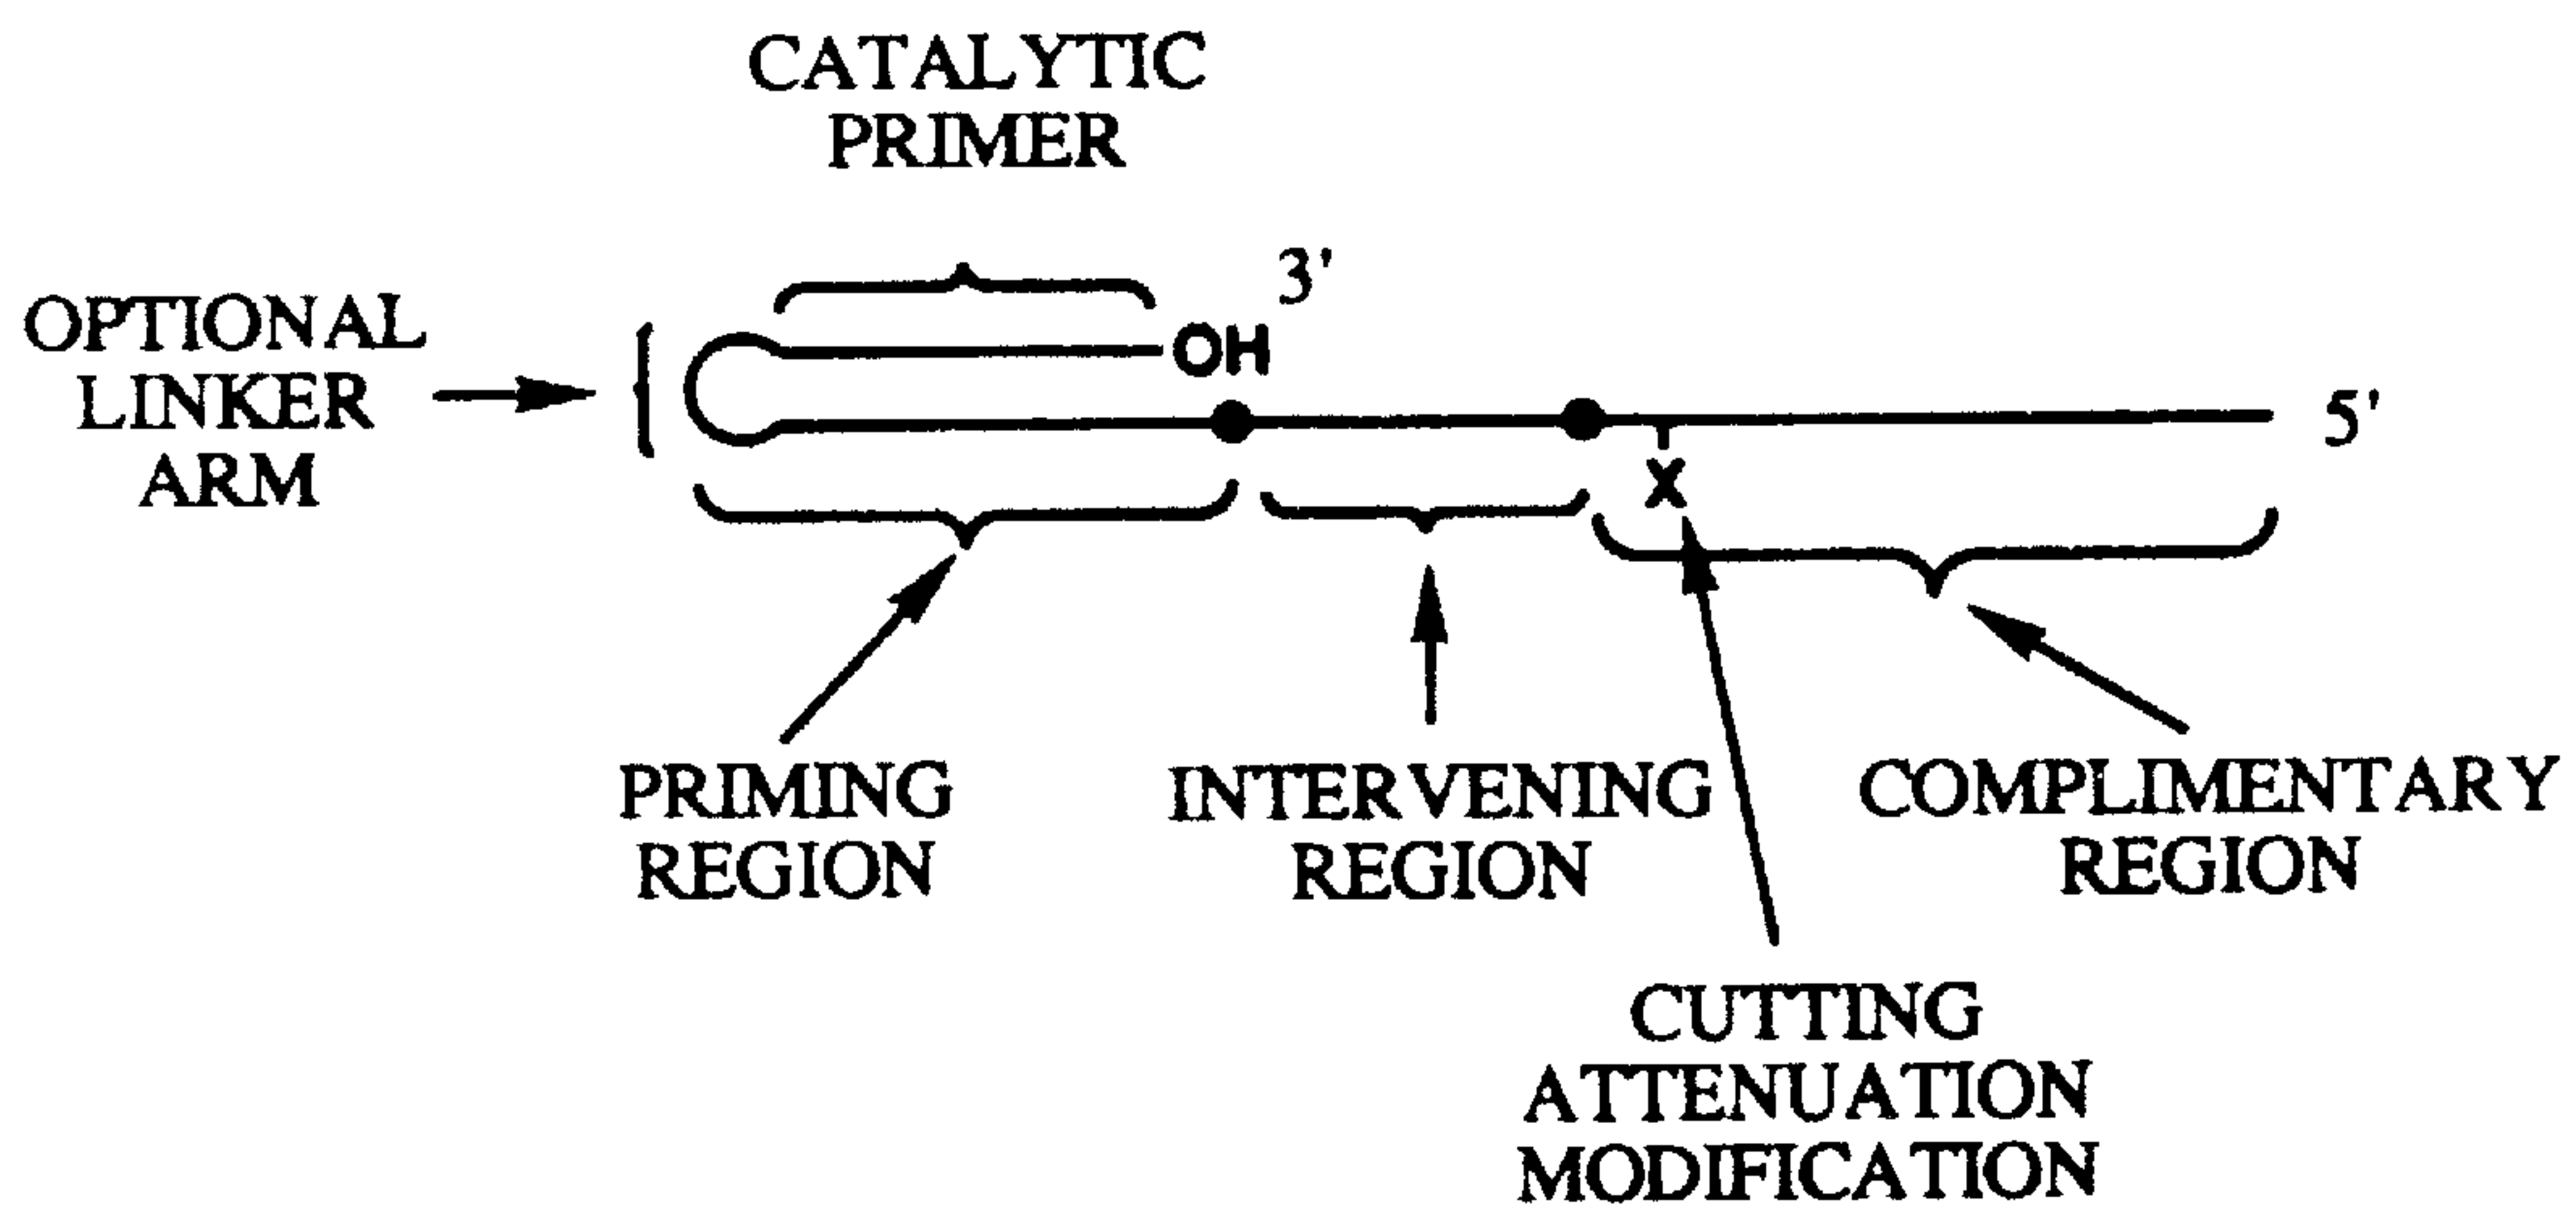 CATALYTIC
PRIMER
3'
OPTIONAL
LINKER
ARM
OH
5'
X
PRIMING
REGION
INTERVENING
REGION
COMPLIMENTARY
REGION
CUTTING
ATTENUATION
MODIFICATION